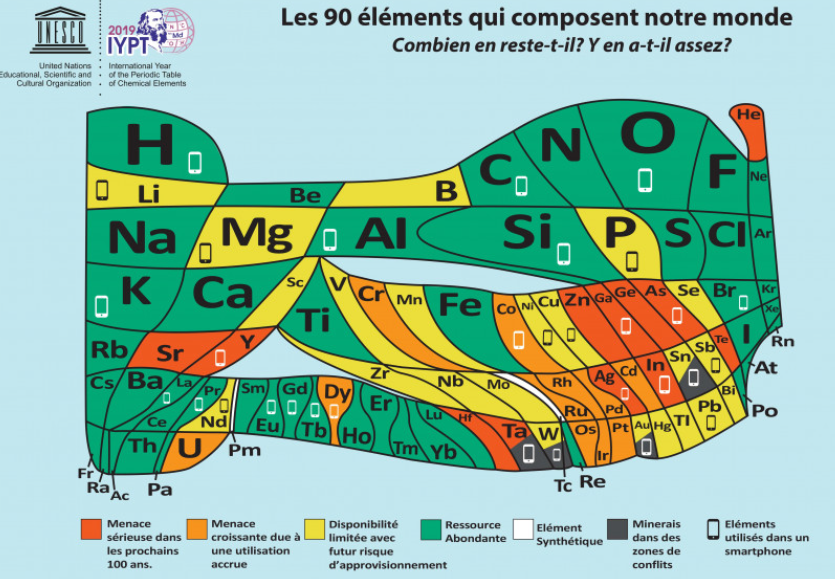 UNESCO
United Nations
Educational, Scientific and
Cultural Organization
2019
IYPT
Md
International Year
of the Periodic Table
of Chemical Elements
Les 90 éléments qui composent notre monde
Combien en reste-t-il? Y en a-t-il assez?
H He
Li Be B C N O F Ne
Na Mg Al Si P S Cl Ar
K Ca Sc Ti V Cr Mn Fe Co Ni Cu Zn Ga Ge As Se Br Kr
Rb Sr Y Zr Nb Mo Ru Rh Pd Ag Cd In Sn Sb Te I Xe
Cs Ba La Ce Pr Nd Sm Eu Gd Tb Dy Ho Er Tm Yb Lu Hf Ta W Os Ir Pt Au Hg Tl Pb Bi
Th U
Fr Ra Ac Pa Pm Tc Re Po At Rn
Menace
sérieuse dans
les prochains
100 ans.
Menace
croissante due à
une utilisation
accrue
Disponibilité
limitée avec
futur risque
d'approvisionnement
Ressource
Abondante
Elément
Synthétique
Minerais
dans des
zones de
conflits
Eléments
utilisés dans un
smartphone